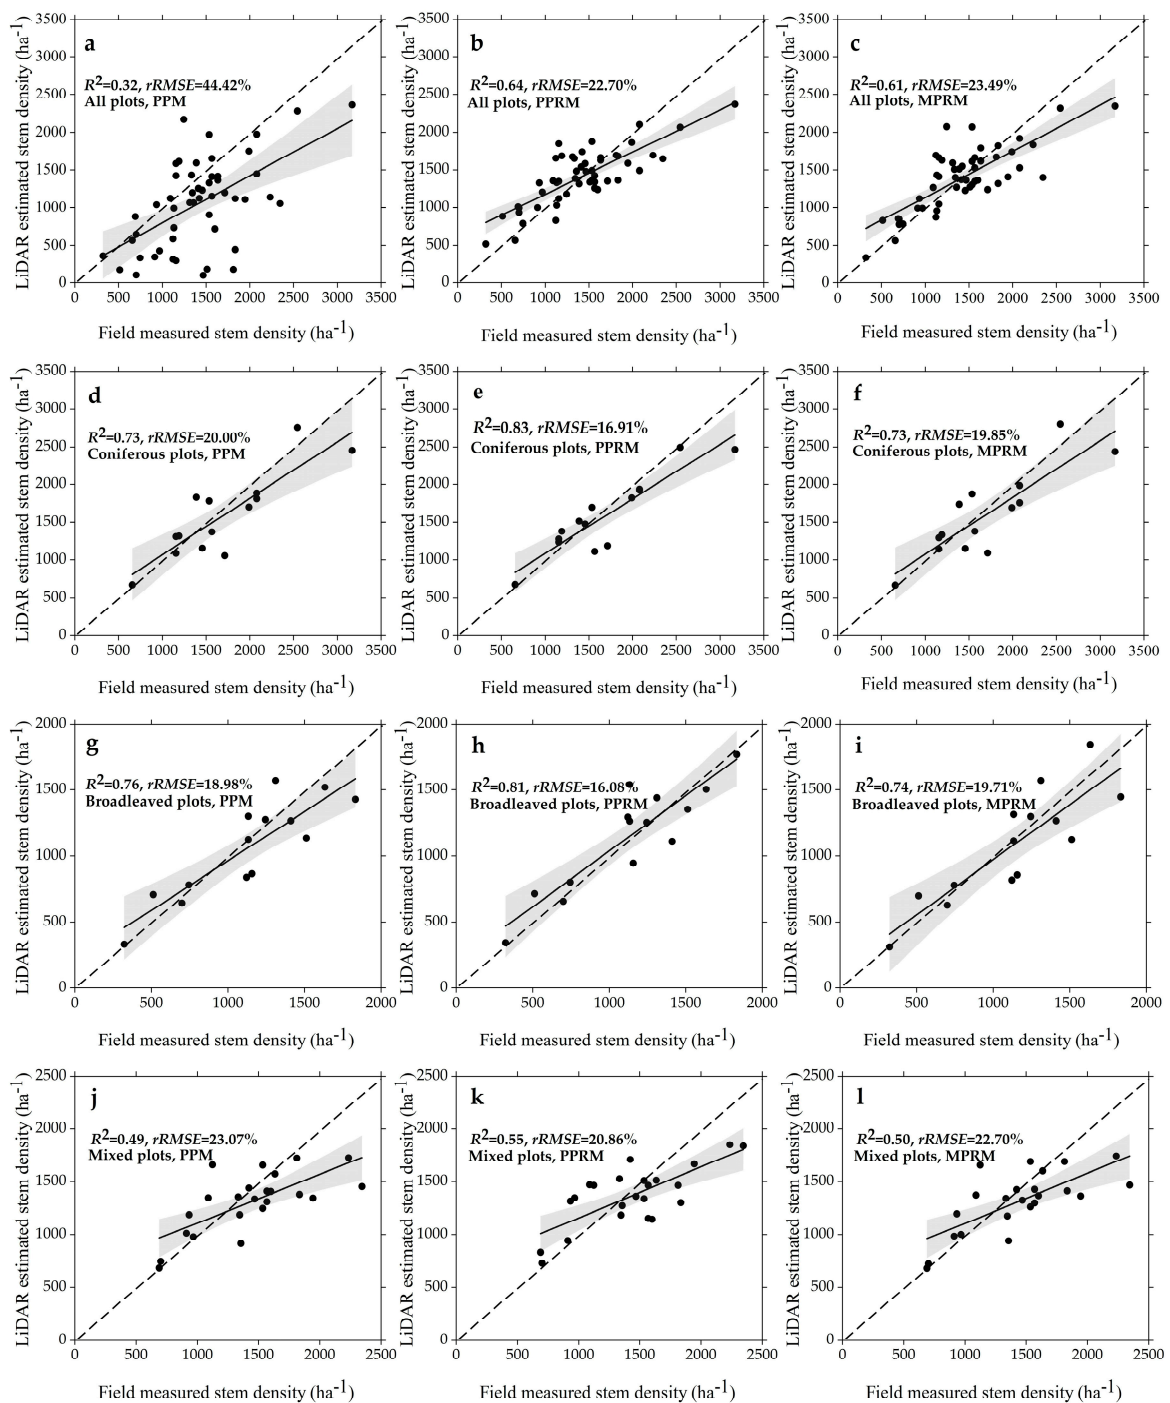 a
R²=0.32, rRMSE=44.42%
All plots, PPM
LiDAR estimated stem density (ha⁻¹)
3500
3000
2500
2000
1500
1000
500
0
0 500 1000 1500 2000 2500 3000 3500
Field measured stem density (ha⁻¹)
b
R²=0.64, rRMSE=22.70%
All plots, PPRM
LiDAR estimated stem density (ha⁻¹)
3500
3000
2500
2000
1500
1000
500
0
0 500 1000 1500 2000 2500 3000 3500
Field measured stem density (ha⁻¹)
c
R²=0.61, rRMSE=23.49%
All plots, MPRM
LiDAR estimated stem density (ha⁻¹)
3500
3000
2500
2000
1500
1000
500
0
0 500 1000 1500 2000 2500 3000 3500
Field measured stem density (ha⁻¹)
d
R²=0.73, rRMSE=20.00%
Coniferous plots, PPM
LiDAR estimated stem density (ha⁻¹)
3500
3000
2500
2000
1500
1000
500
0
0 500 1000 1500 2000 2500 3000 3500
Field measured stem density (ha⁻¹)
e
R²=0.83, rRMSE=16.91%
Coniferous plots, PPRM
LiDAR estimated stem density (ha⁻¹)
3500
3000
2500
2000
1500
1000
500
0
0 500 1000 1500 2000 2500 3000 3500
Field measured stem density (ha⁻¹)
f
R²=0.73, rRMSE=19.85%
Coniferous plots, MPRM
LiDAR estimated stem density (ha⁻¹)
3500
3000
2500
2000
1500
1000
500
0
0 500 1000 1500 2000 2500 3000 3500
Field measured stem density (ha⁻¹)
g
R²=0.76, rRMSE=18.98%
Broadleaved plots, PPM
LiDAR estimated stem density (ha⁻¹)
2000
1500
1000
500
0
0 500 1000 1500 2000
Field measured stem density (ha⁻¹)
h
R²=0.81, rRMSE=16.08%
Broadleaved plots, PPRM
LiDAR estimated stem density (ha⁻¹)
2000
1500
1000
500
0
0 500 1000 1500 2000
Field measured stem density (ha⁻¹)
i
R²=0.74, rRMSE=19.71%
Broadleaved plots, MPRM
LiDAR estimated stem density (ha⁻¹)
2000
1500
1000
500
0
0 500 1000 1500 2000
Field measured stem density (ha⁻¹)
j
R²=0.49, rRMSE=23.07%
Mixed plots, PPM
LiDAR estimated stem density (ha⁻¹)
2500
2000
1500
1000
500
0
0 500 1000 1500 2000 2500
Field measured stem density (ha⁻¹)
k
R²=0.55, rRMSE=20.86%
Mixed plots, PPRM
LiDAR estimated stem density (ha⁻¹)
2500
2000
1500
1000
500
0
0 500 1000 1500 2000 2500
Field measured stem density (ha⁻¹)
l
R²=0.50, rRMSE=22.70%
Mixed plots, MPRM
LiDAR estimated stem density (ha⁻¹)
2500
2000
1500
1000
500
0
0 500 1000 1500 2000 2500
Field measured stem density (ha⁻¹)